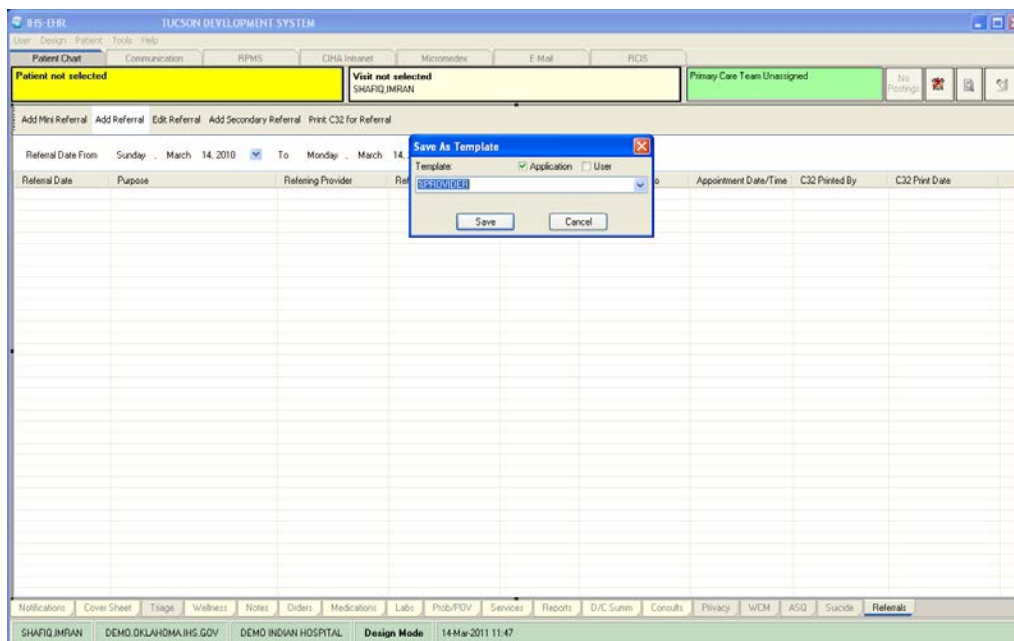 IHS-EHR TUCSON DEVELOPMENT SYSTEM
User Design Patient Tools Help
Patient Chart Communication RPMS CIHA Intranet Micromedex E-Mail RCIS
Patient not selected
Visit not selected
SHAFIQ,IMRAN
Primary Care Team Unassigned
No Postings
Add Mini Referral Add Referral Edit Referral Add Secondary Referral Print C32 for Referral
Referral Date From Sunday , March 14, 2010 To Monday , March 14,
Save As Template
Template: Application User
%PROVIDER
Save Cancel
Referral Date Purpose Referring Provider Ref o Appointment Date/Time C32 Printed By C32 Print Date
Notifications Cover Sheet Triage Wellness Notes Orders Medications Labs Prob/POV Services Reports D/C Summ Consults Privacy WCM ASQ Suicide Referrals
SHAFIQ,IMRAN DEMO.OKLAHOMA.IHS.GOV DEMO INDIAN HOSPITAL Design Mode 14-Mar-2011 11:47